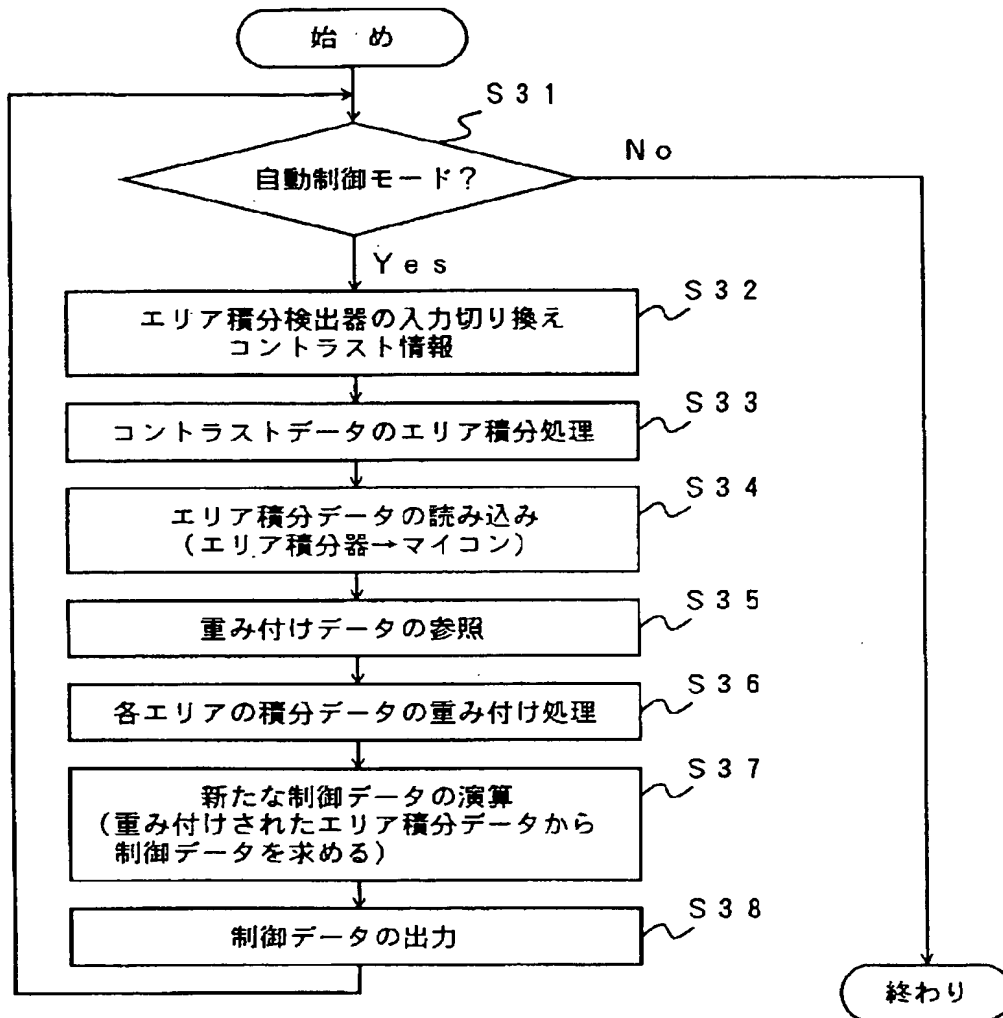 始 め
S31
自動制御モード?
No
Yes
S32
エリア積分検出器の入力切り換え
コントラスト情報
S33
コントラストデータのエリア積分処理
S34
エリア積分データの読み込み
(エリア積分器→マイコン)
S35
重み付けデータの参照
S36
各エリアの積分データの重み付け処理
S37
新たな制御データの演算
(重み付けされたエリア積分データから
制御データを求める)
S38
制御データの出力
終わり